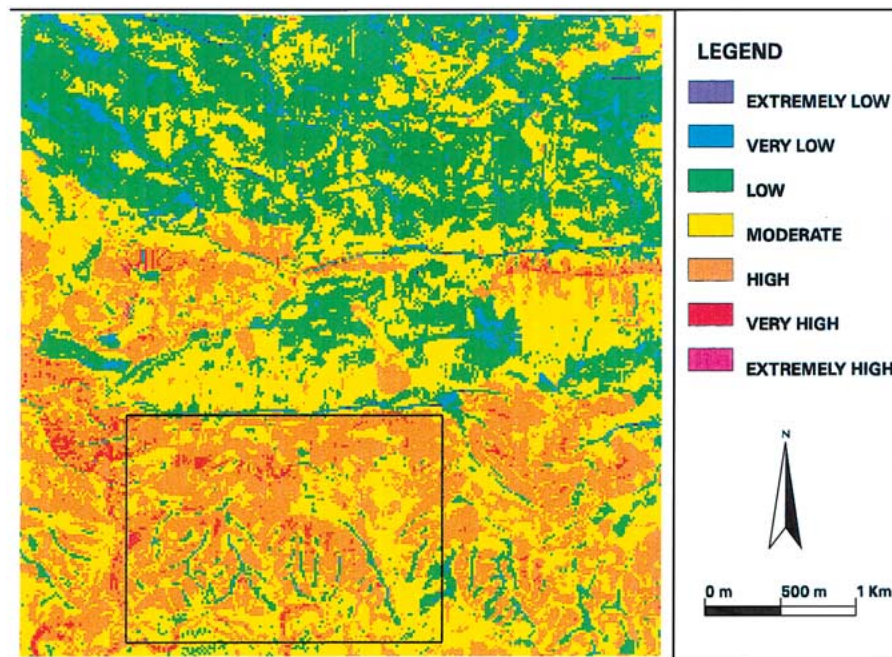 LEGEND
EXTREMELY LOW
VERY LOW
LOW
MODERATE
HIGH
VERY HIGH
EXTREMELY HIGH
N
0 m 500 m 1 Km